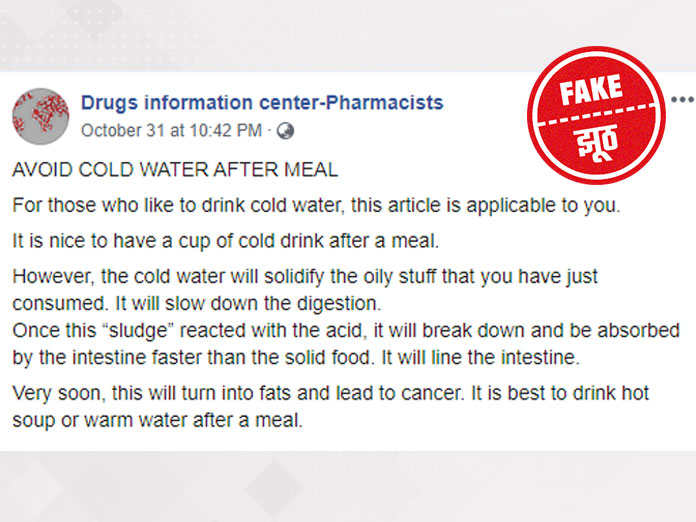 FAKE
झूठ
Drugs information center-Pharmacists
October 31 at 10:42 PM ·
AVOID COLD WATER AFTER MEAL
For those who like to drink cold water, this article is applicable to you.
It is nice to have a cup of cold drink after a meal.
However, the cold water will solidify the oily stuff that you have just
consumed. It will slow down the digestion.
Once this “sludge” reacted with the acid, it will break down and be absorbed
by the intestine faster than the solid food. It will line the intestine.
Very soon, this will turn into fats and lead to cancer. It is best to drink hot
soup or warm water after a meal.